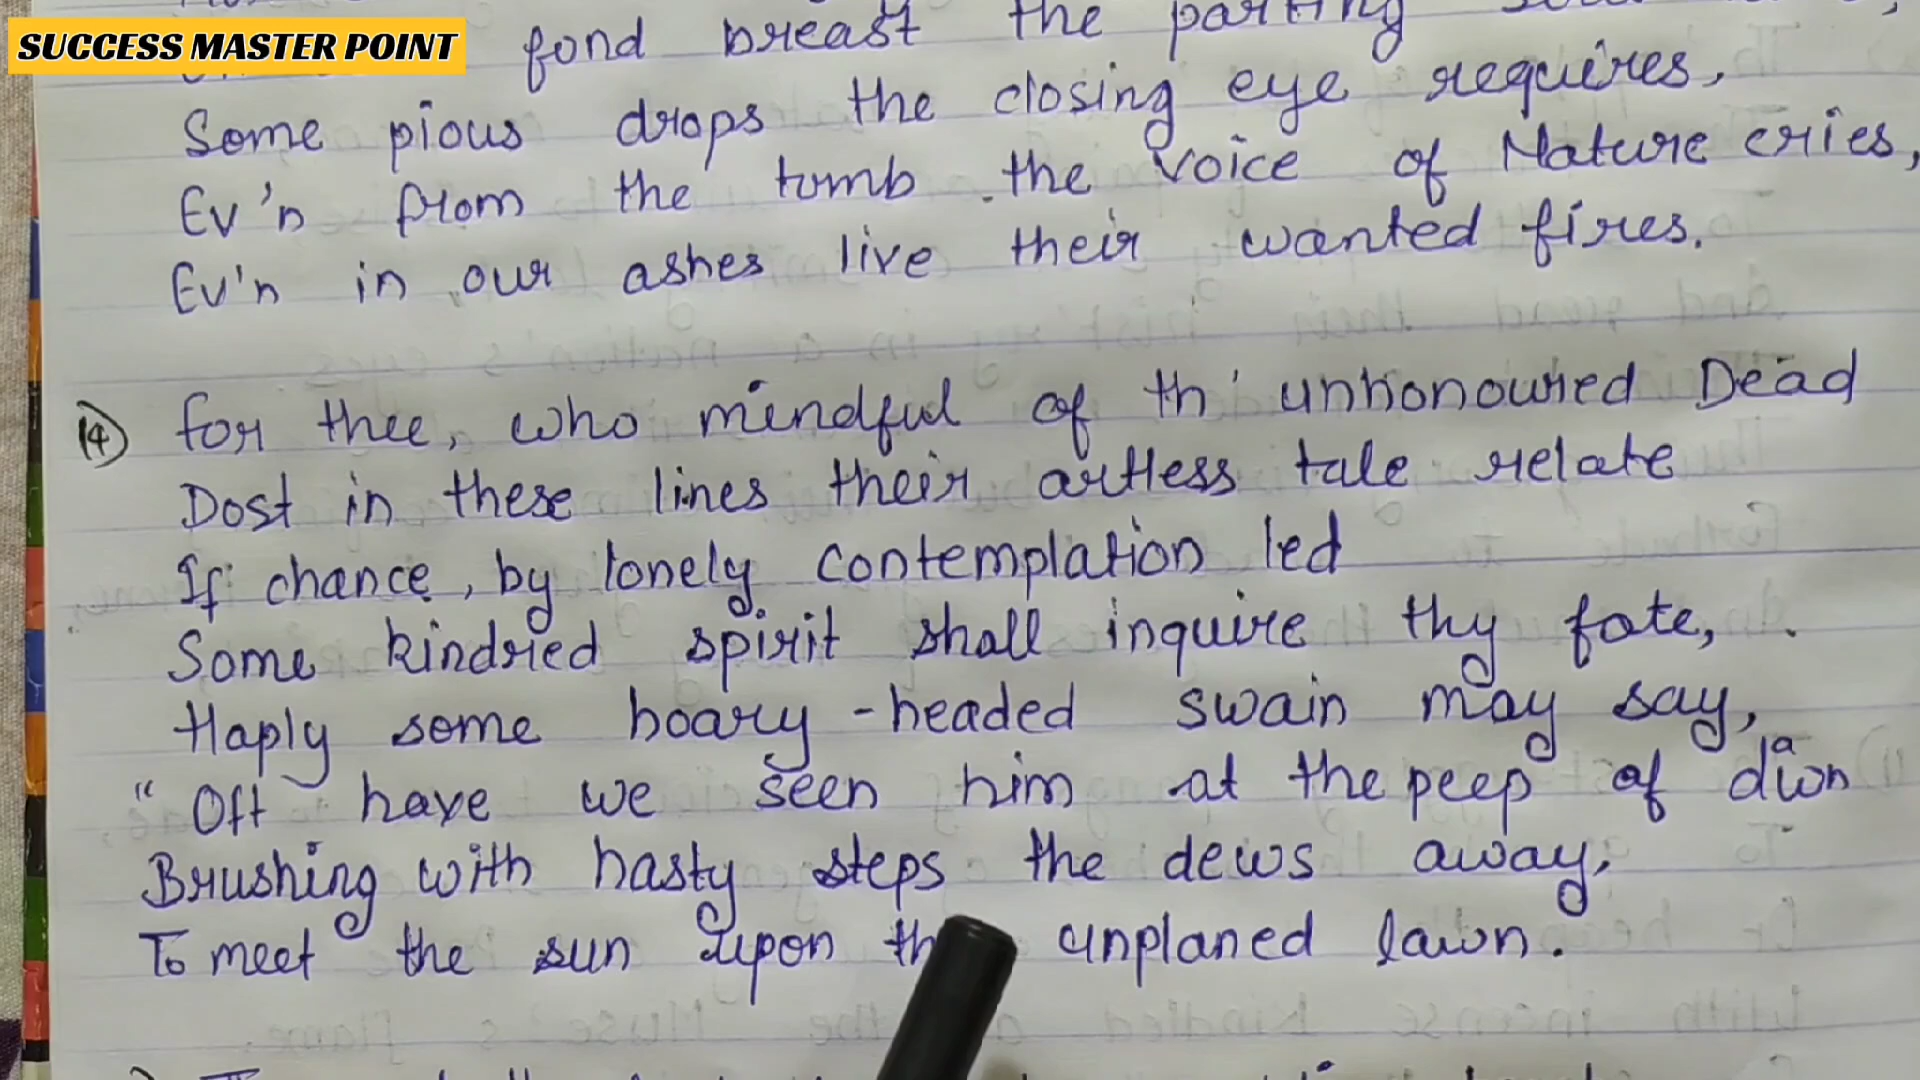 SUCCESS MASTER POINT
fond breast the parting
Some pious drops the closing eye requires,
Ev'n from the tomb the voice of Nature cries,
Ev'n in our ashes live their wanted fires.
14) For thee, who mindful of th' unhonoured Dead
Dost in these lines their artless tale relate
If chance, by lonely contemplation led
Some kindred spirit shall inquire thy fate,
Haply some hoary-headed swain may say,
"Oft have we seen him at the peep of dawn
Brushing with hasty steps the dews away,
To meet the sun upon the unplaned lawn.